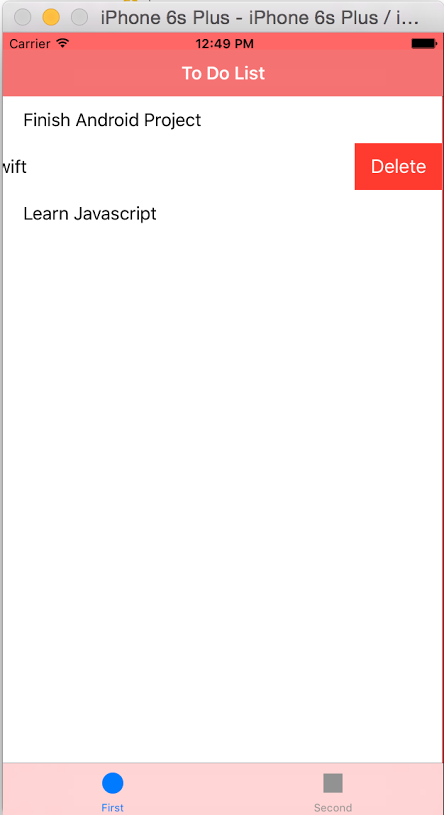 iPhone 6s Plus - iPhone 6s Plus / i...
Carrier 12:49 PM
To Do List
Finish Android Project
wift Delete
Learn Javascript
First Second